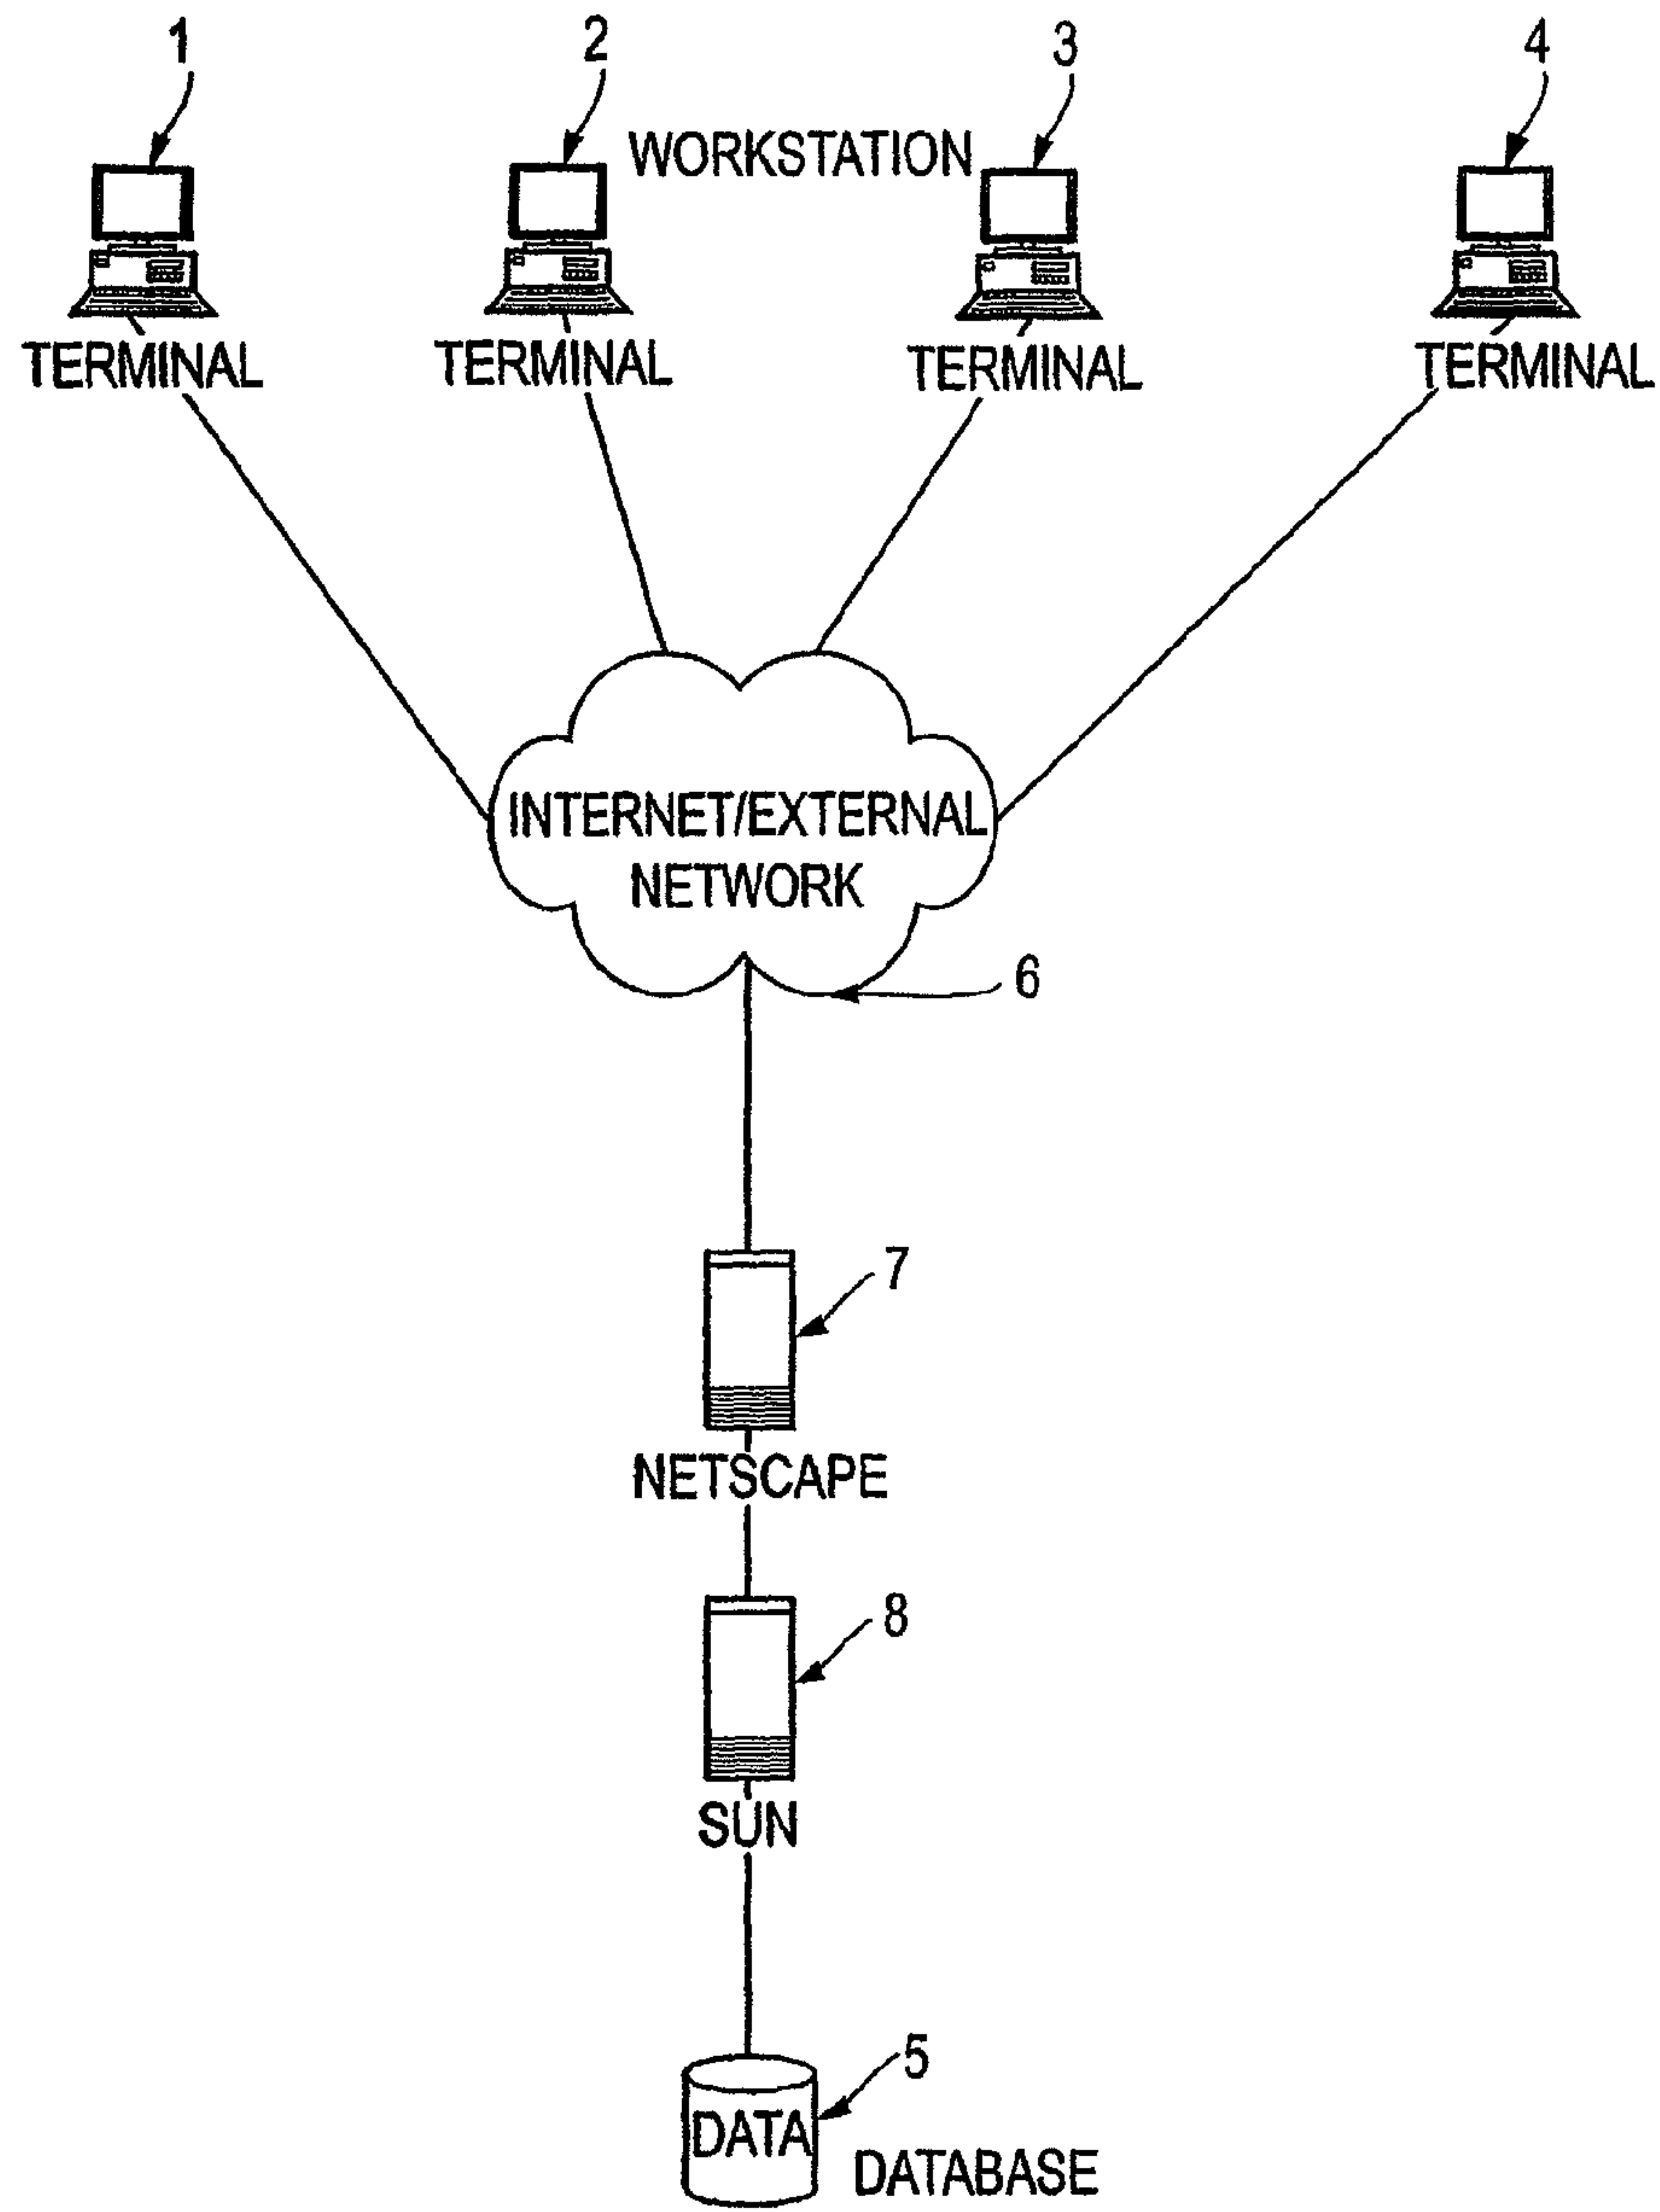 1
2
3
4
WORKSTATION
TERMINAL
TERMINAL
TERMINAL
TERMINAL
INTERNET/EXTERNAL
NETWORK
6
7
NETSCAPE
8
SUN
5
DATA
DATABASE